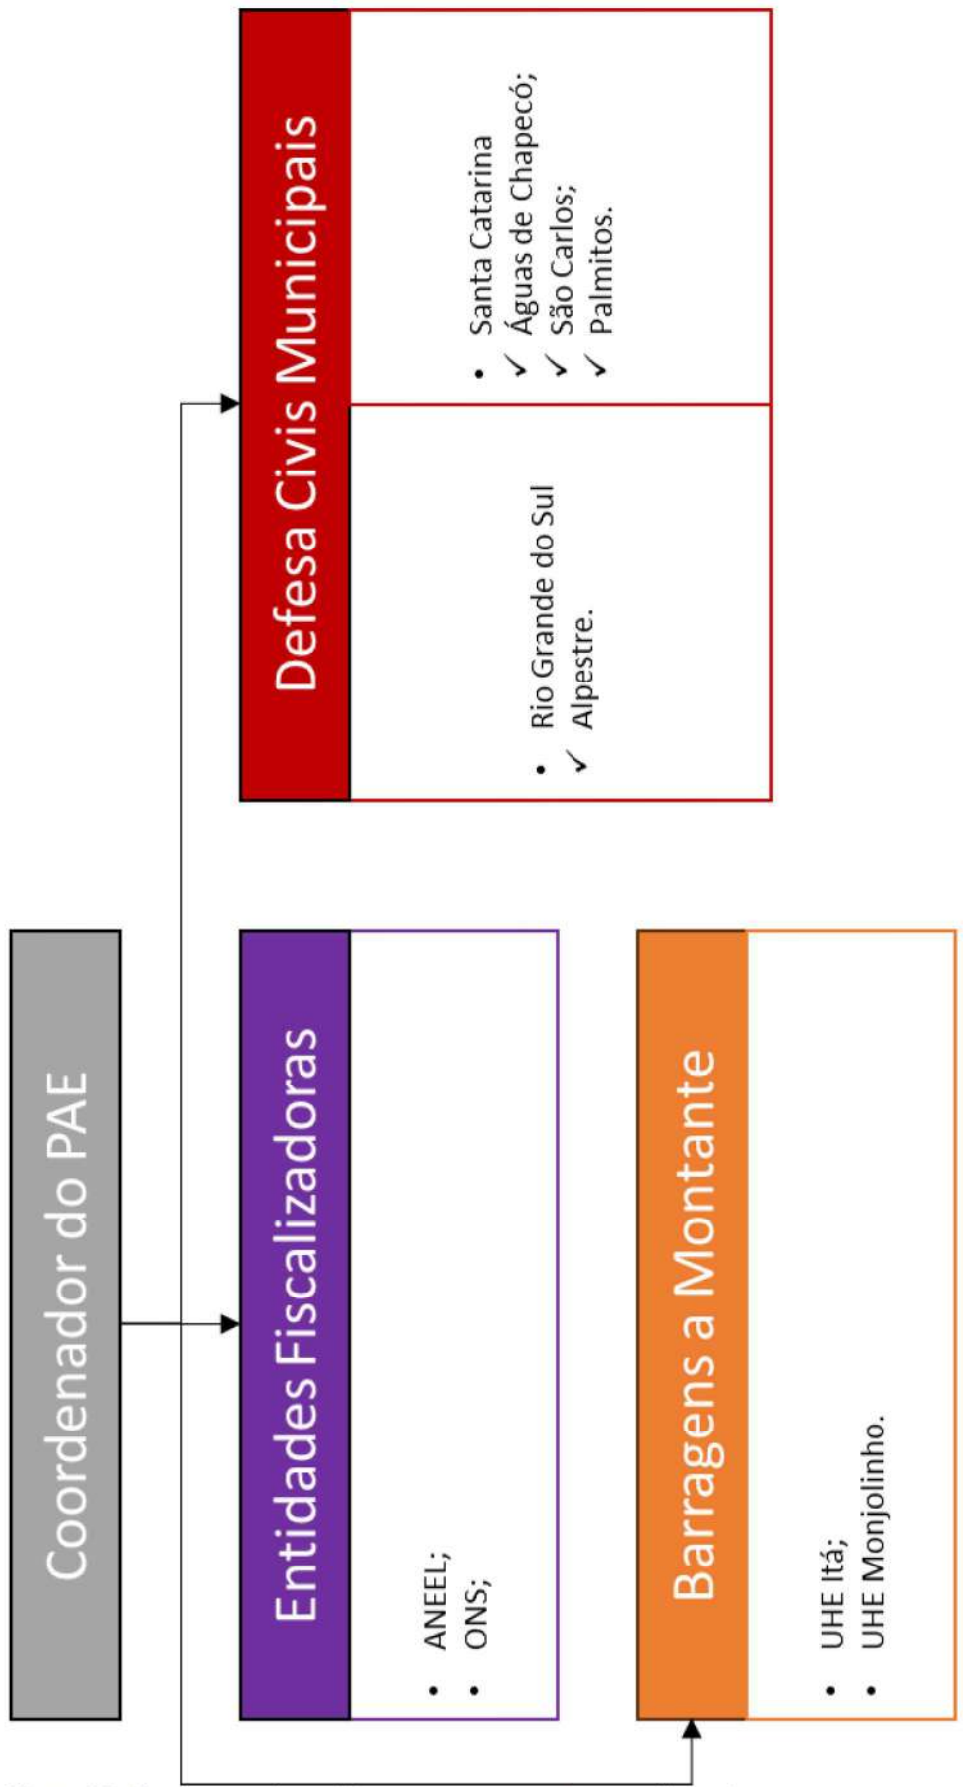 Coordenador do PAE
Entidades Fiscalizadoras
• ANEEL;
• ONS;
Defesa Civis Municipais
• Rio Grande do Sul
✓ Alpestre.
• Santa Catarina
✓ Águas de Chapecó;
✓ São Carlos;
✓ Palmitos.
Barragens a Montante
• UHE Itá;
• UHE Monjolinho.